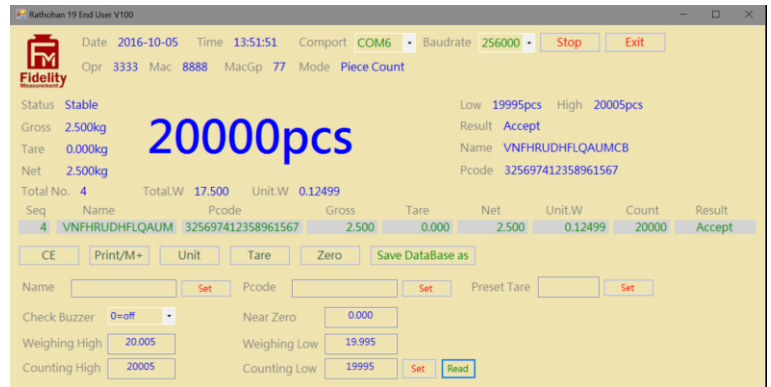 Rathohan 19 End User V100
Date 2016-10-05 Time 13:51:51 Comport COM6 Baudrate 256000 Stop Exit
Opr 3333 Mac 8888 MacGp 77 Mode Piece Count
FM
Fidelity
Measurement
Status Stable Low 19995pcs High 20005pcs
Gross 2.500kg 20000pcs Result Accept
Tare 0.000kg Name VNFHRUDHFLQAUMCB
Net 2.500kg Pcode 325697412358961567
Total No. 4 Total.W 17.500 Unit.W 0.12499
Seq Name Pcode Gross Tare Net Unit.W Count Result
4 VNFHRUDHFLQAUM 325697412358961567 2.500 0.000 2.500 0.12499 20000 Accept
CE Print/M+ Unit Tare Zero Save DataBase as
Name Set Pcode Set Preset Tare Set
Check Buzzer 0=off Near Zero 0.000
Weighing High 20.005 Weighing Low 19.995
Counting High 20005 Counting Low 19995 Set Read